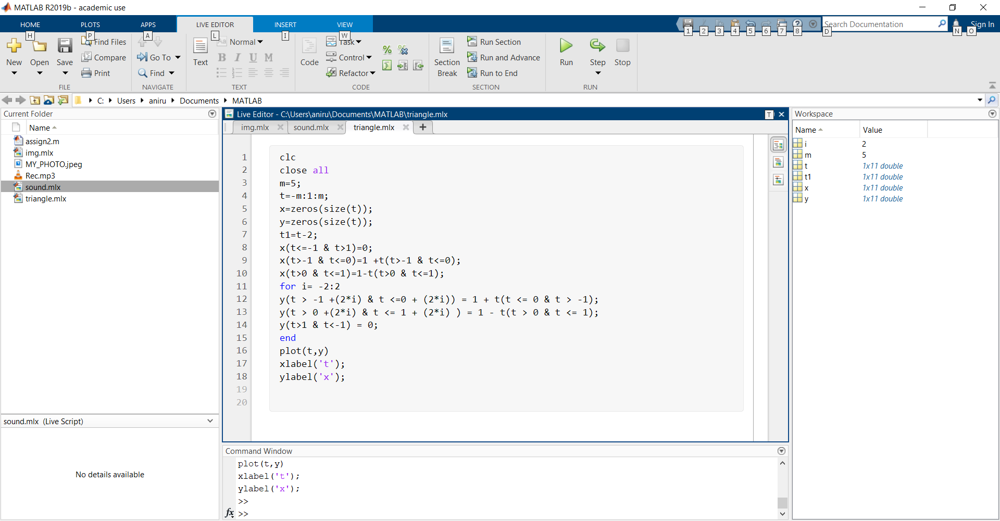 MATLAB R2019b - academic use
HOME PLOTS APPS LIVE EDITOR INSERT VIEW Search Documentation Sign In
H P A L I W 1 2 3 4 5 6 7 8 D N O
New Open Save Find Files Compare Print
FILE
Go To Find
NAVIGATE
Text Aa Normal
B I U M
TEXT
Code Task Control Refactor
CODE
Section Break Run Section
Run and Advance
Run to End
SECTION
Run Step Stop
RUN
C: Users aniru Documents MATLAB
Current Folder
Name
assign2.m
img.mlx
MY_PHOTO.jpeg
Rec.mp3
sound.mlx
triangle.mlx
sound.mlx (Live Script)
No details available
Live Editor - C:\Users\aniru\Documents\MATLAB\triangle.mlx T
img.mlx sound.mlx triangle.mlx
1 clc
2 close all
3 m=5;
4 t=-m:1:m;
5 x=zeros(size(t));
6 y=zeros(size(t));
7 t1=t-2;
8 x(t<=-1 & t>1)=0;
9 x(t>-1 & t<=0)=1 +t(t>-1 & t<=0);
10 x(t>0 & t<=1)=1-t(t>0 & t<=1);
11 for i= -2:2
12 y(t > -1 +(2*i) & t <=0 + (2*i)) = 1 + t(t <= 0 & t > -1);
13 y(t > 0 +(2*i) & t <= 1 + (2*i) ) = 1 - t(t > 0 & t <= 1);
14 y(t>1 & t<-1) = 0;
15 end
16 plot(t,y)
17 xlabel('t');
18 ylabel('x');
19
20
Command Window
plot(t,y)
xlabel('t');
ylabel('x');
>>
fx >>
Workspace
Name Value
i 2
m 5
t 1x11 double
t1 1x11 double
x 1x11 double
y 1x11 double